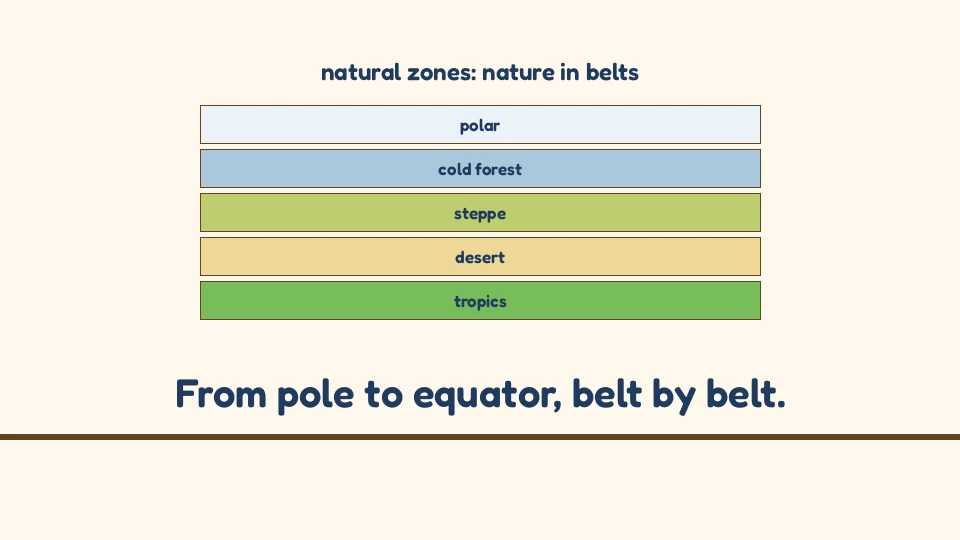 natural zones: nature in belts
polar
cold forest
steppe
desert
tropics
From pole to equator, belt by belt.